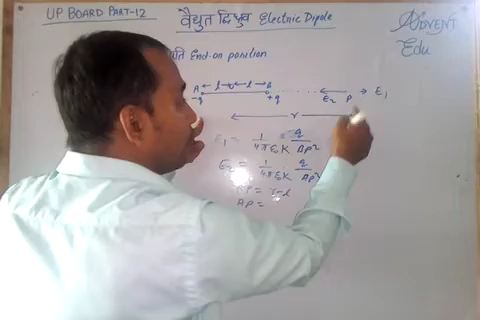 UP BOARD PART-12
वैद्युत द्विध्रुव Electric Dipole
ADVENT
Edu
End-on position
A ← l → ← l → B
-q +q E₂ P → E₁
← r
E₁ = 1/4πε₀K q/BP²
E₂ = 1/4πε₀K q/AP²
BP = r-l
AP =